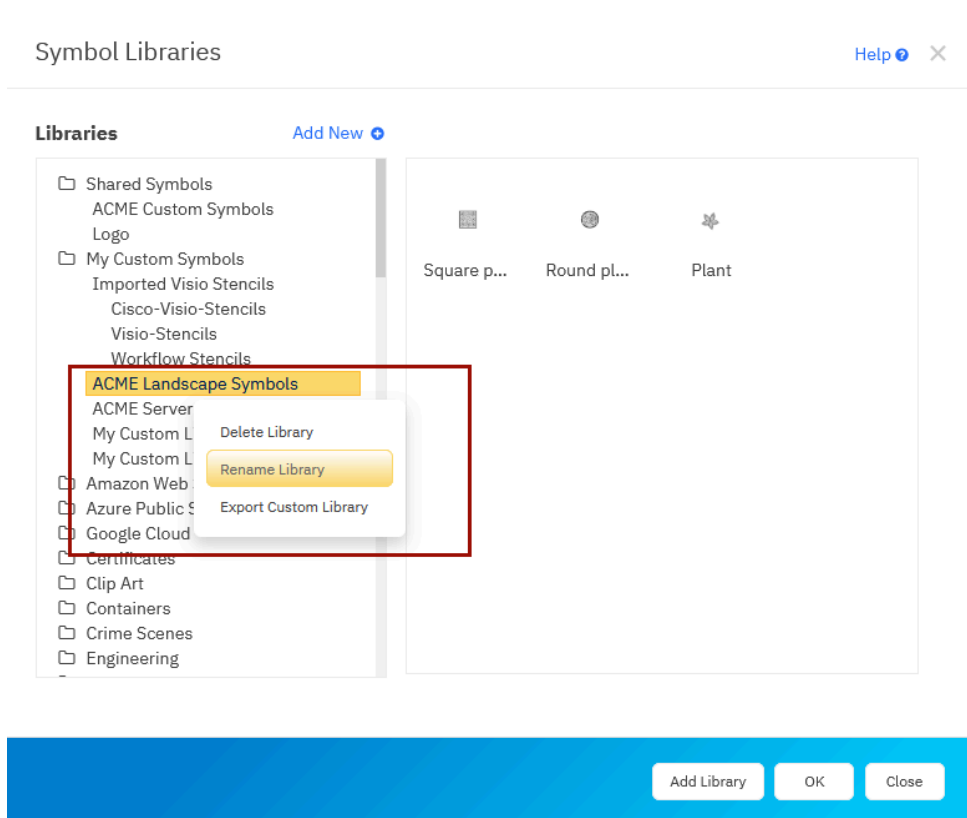 Symbol Libraries
Help
Libraries
Add New
Shared Symbols
ACME Custom Symbols
Logo
My Custom Symbols
Imported Visio Stencils
Cisco-Visio-Stencils
Visio-Stencils
Workflow Stencils
ACME Landscape Symbols
ACME Server
My Custom L
My Custom L
Amazon Web
Azure Public S
Google Cloud
Certificates
Clip Art
Containers
Crime Scenes
Engineering
Delete Library
Rename Library
Export Custom Library
Square p...
Round pl...
Plant
Add Library
OK
Close